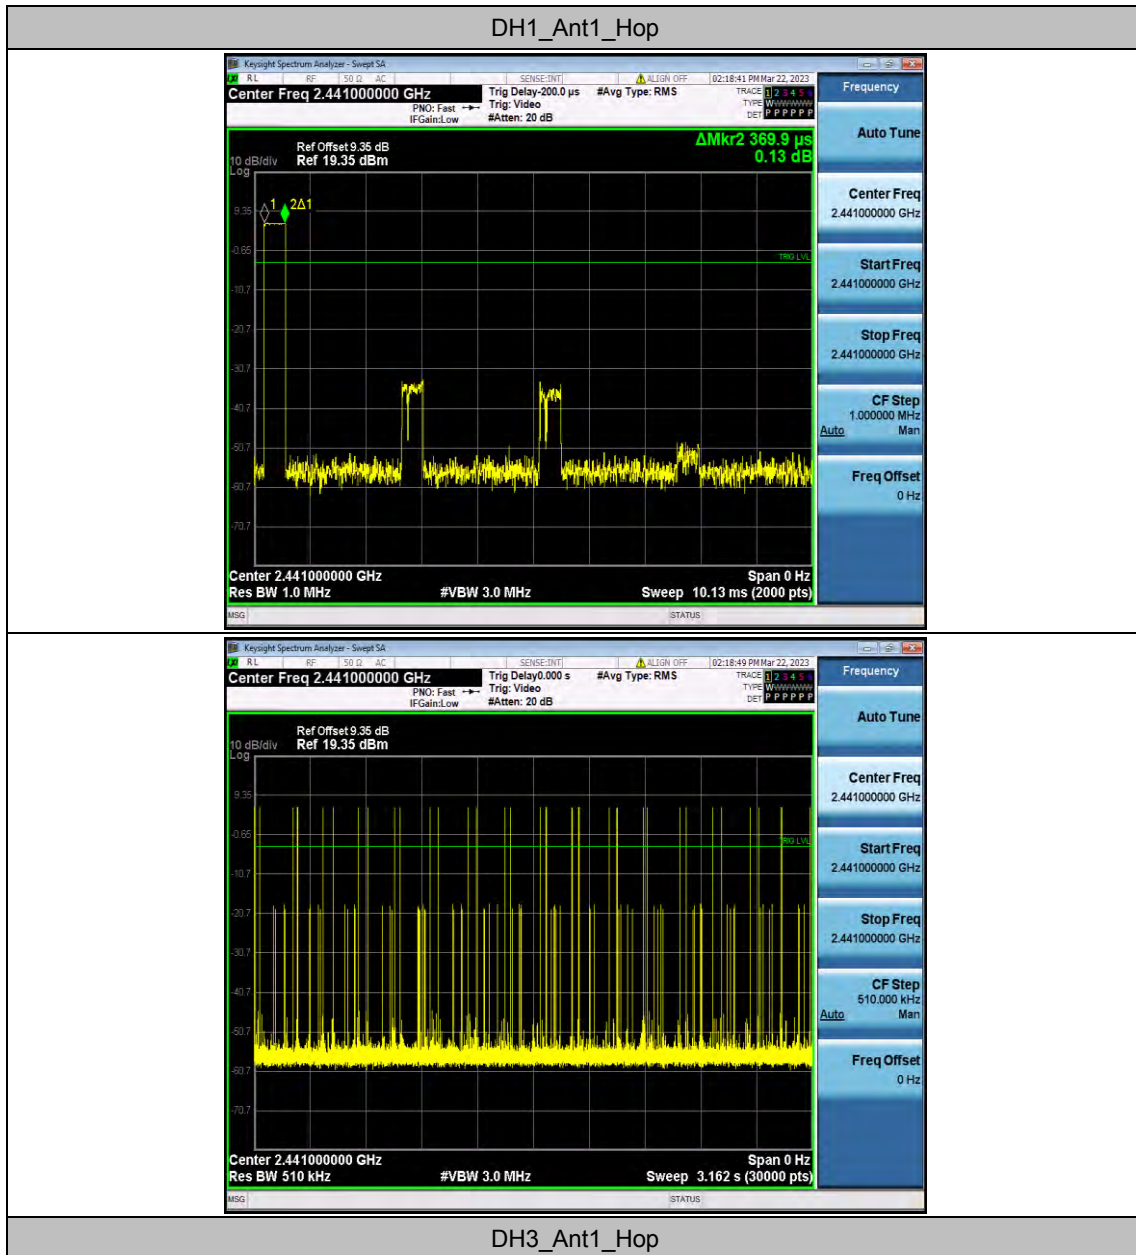 DH1_Ant1_Hop
Keysight Spectrum Analyzer - Swept SA
RL RF 50 Ω AC SENSE:INT ALIGN OFF 02:18:41 PM Mar 22, 2023
Center Freq 2.441000000 GHz Trig Delay-200.0 µs #Avg Type: RMS TRACE 1 2 3 4 5 6 Frequency
PNO: Fast Trig: Video TYPE WWWWWW
IFGain:Low #Atten: 20 dB DET P P P P P P
Auto Tune
ΔMkr2 369.9 µs
Ref Offset 9.35 dB
10 dB/div Ref 19.35 dBm 0.13 dB
Log
Center Freq
2.441000000 GHz
1 2Δ1
9.35
-0.65
TRIG LVL
Start Freq
2.441000000 GHz
-10.7
-20.7
Stop Freq
2.441000000 GHz
-30.7
CF Step
1.000000 MHz
Auto Man
-40.7
-50.7
Freq Offset
0 Hz
-60.7
-70.7
Center 2.441000000 GHz Span 0 Hz
Res BW 1.0 MHz #VBW 3.0 MHz Sweep 10.13 ms (2000 pts)
MSG STATUS
Keysight Spectrum Analyzer - Swept SA
RL RF 50 Ω AC SENSE:INT ALIGN OFF 02:18:49 PM Mar 22, 2023
Center Freq 2.441000000 GHz Trig Delay0.000 s #Avg Type: RMS TRACE 1 2 3 4 5 6 Frequency
PNO: Fast Trig: Video TYPE WWWWWW
IFGain:Low #Atten: 20 dB DET P P P P P P
Auto Tune
Ref Offset 9.35 dB
10 dB/div Ref 19.35 dBm
Log
Center Freq
2.441000000 GHz
9.35
-0.65
TRIG LVL
Start Freq
2.441000000 GHz
-10.7
-20.7
Stop Freq
2.441000000 GHz
-30.7
CF Step
510.000 kHz
Auto Man
-40.7
-50.7
Freq Offset
0 Hz
-60.7
-70.7
Center 2.441000000 GHz Span 0 Hz
Res BW 510 kHz #VBW 3.0 MHz Sweep 3.162 s (30000 pts)
MSG STATUS
DH3_Ant1_Hop